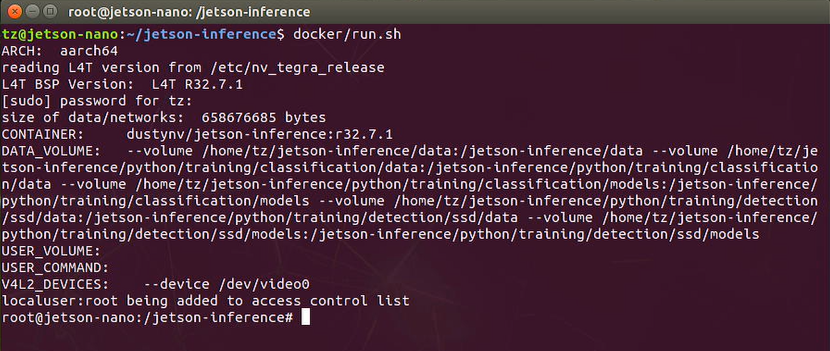 root@jetson-nano: /jetson-inference
tz@jetson-nano:~/jetson-inference$ docker/run.sh
ARCH:  aarch64
reading L4T version from /etc/nv_tegra_release
L4T BSP Version:  L4T R32.7.1
[sudo] password for tz:
size of data/networks:  658676685 bytes
CONTAINER:     dustynv/jetson-inference:r32.7.1
DATA_VOLUME:   --volume /home/tz/jetson-inference/data:/jetson-inference/data --volume /home/tz/je
tson-inference/python/training/classification/data:/jetson-inference/python/training/classificatio
n/data --volume /home/tz/jetson-inference/python/training/classification/models:/jetson-inference/
python/training/classification/models --volume /home/tz/jetson-inference/python/training/detection
/ssd/data:/jetson-inference/python/training/detection/ssd/data --volume /home/tz/jetson-inference/
python/training/detection/ssd/models:/jetson-inference/python/training/detection/ssd/models
USER_VOLUME:
USER_COMMAND:
V4L2_DEVICES:    --device /dev/video0
localuser:root being added to access control list
root@jetson-nano:/jetson-inference#